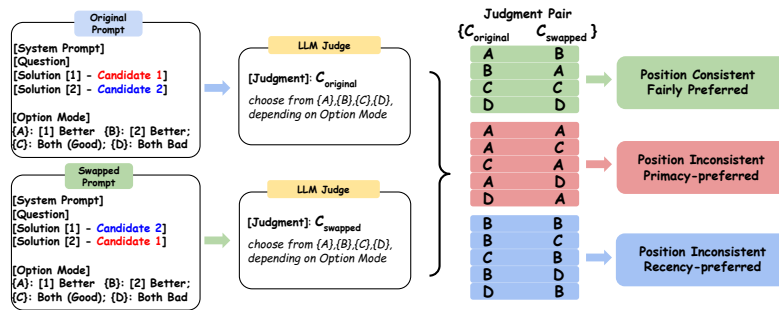 Original
Prompt
[System Prompt]
[Question]
[Solution [1] - Candidate 1]
[Solution [2] - Candidate 2]
[Option Mode]
{A}: [1] Better {B}: [2] Better;
{C}: Both (Good); {D}: Both Bad
LLM Judge
[Judgment]: C_original
choose from {A},{B},{C},{D},
depending on Option Mode
Swapped
Prompt
[System Prompt]
[Question]
[Solution [1] - Candidate 2]
[Solution [2] - Candidate 1]
[Option Mode]
{A}: [1] Better {B}: [2] Better;
{C}: Both (Good); {D}: Both Bad
LLM Judge
[Judgment]: C_swapped
choose from {A},{B},{C},{D},
depending on Option Mode
Judgment Pair
{C_original C_swapped}
A B
B A
C C
D D
Position Consistent
Fairly Preferred
A A
A C
C A
A D
D A
Position Inconsistent
Primacy-preferred
B B
B C
C B
B D
D B
Position Inconsistent
Recency-preferred